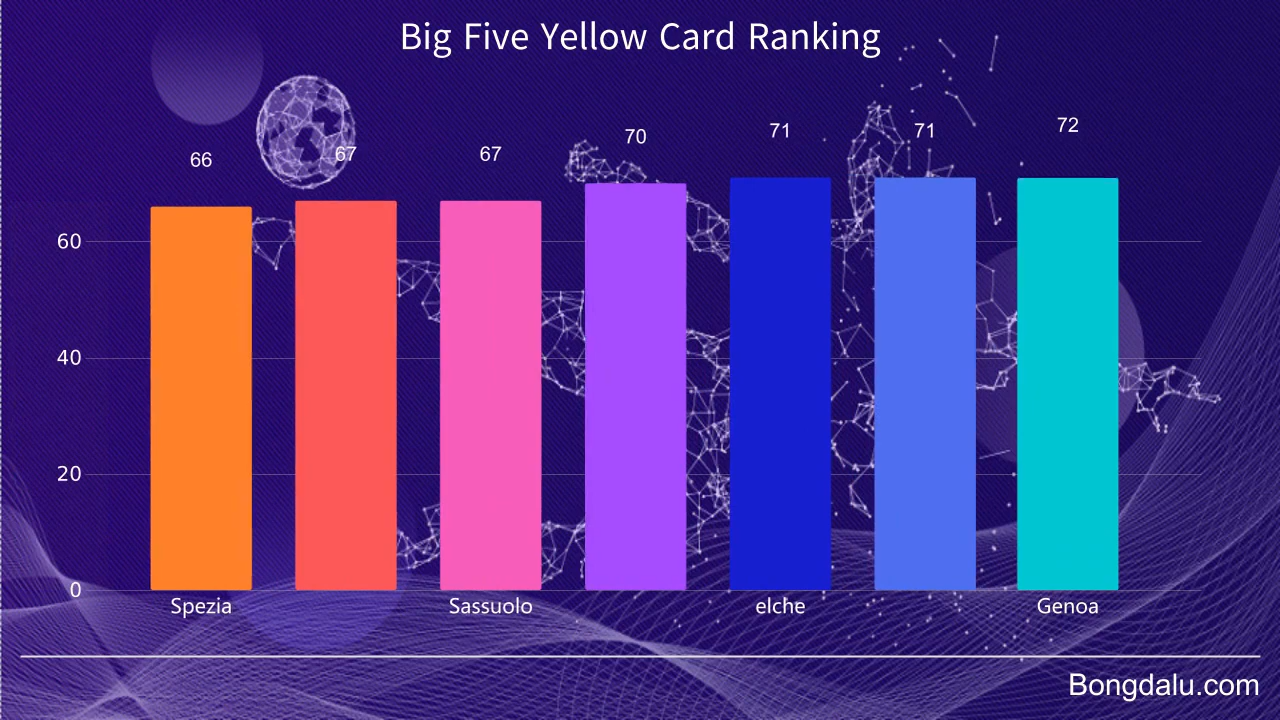 Big Five Yellow Card Ranking
66
67
67
70
71
71
72
60
40
20
0
Spezia
Sassuolo
elche
Genoa
Bongdalu.com